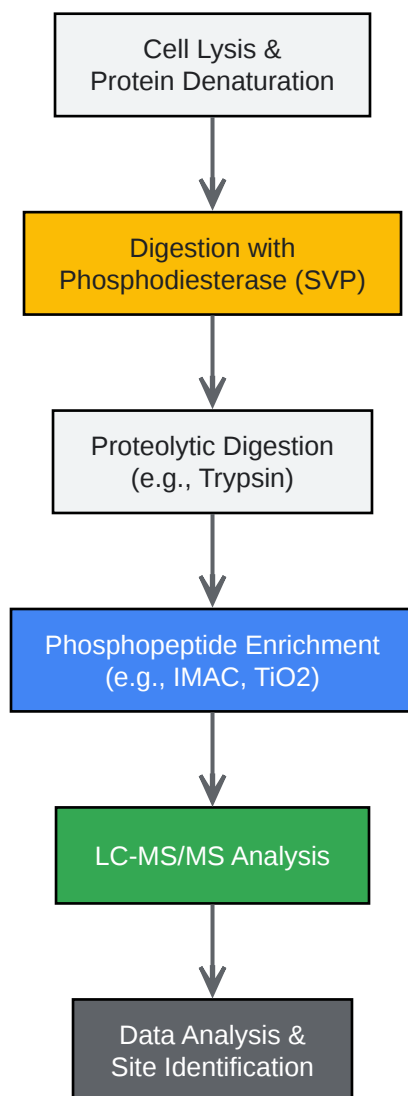 Cell Lysis &
Protein Denaturation
Digestion with
Phosphodiesterase (SVP)
Proteolytic Digestion
(e.g., Trypsin)
Phosphopeptide Enrichment
(e.g., IMAC, TiO2)
LC-MS/MS Analysis
Data Analysis &
Site Identification